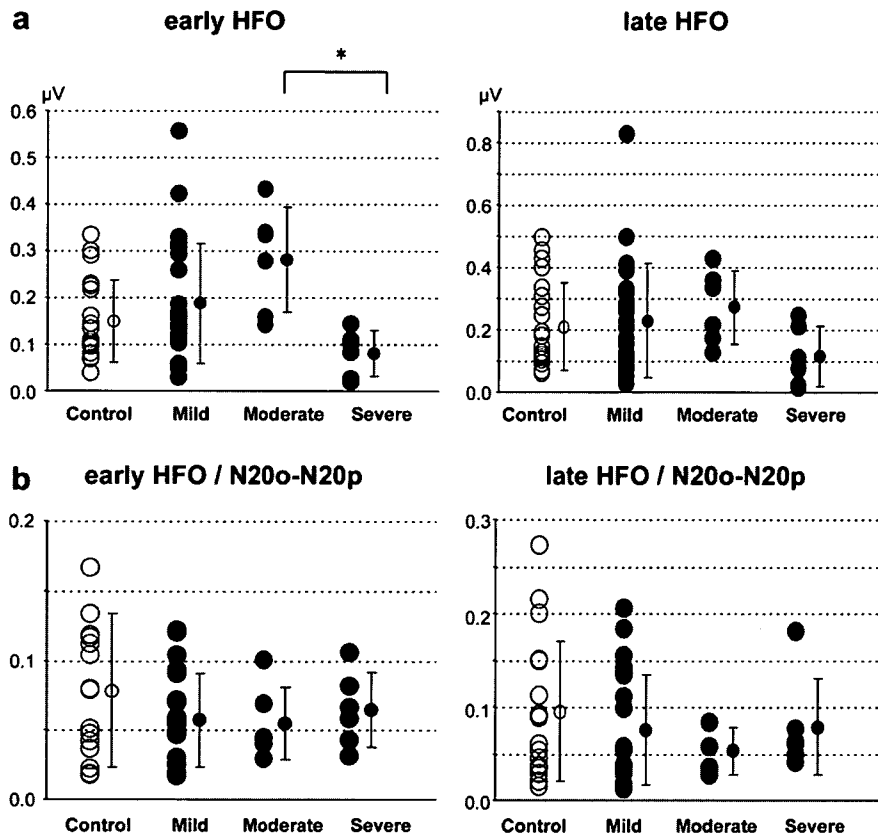 a
early HFO
late HFO
*
µV
0.6
0.5
0.4
0.3
0.2
0.1
0.0
Control Mild Moderate Severe
µV
0.8
0.6
0.4
0.2
0.0
Control Mild Moderate Severe
b
early HFO / N20o-N20p
late HFO / N20o-N20p
0.2
0.1
0.0
Control Mild Moderate Severe
0.3
0.2
0.1
0.0
Control Mild Moderate Severe